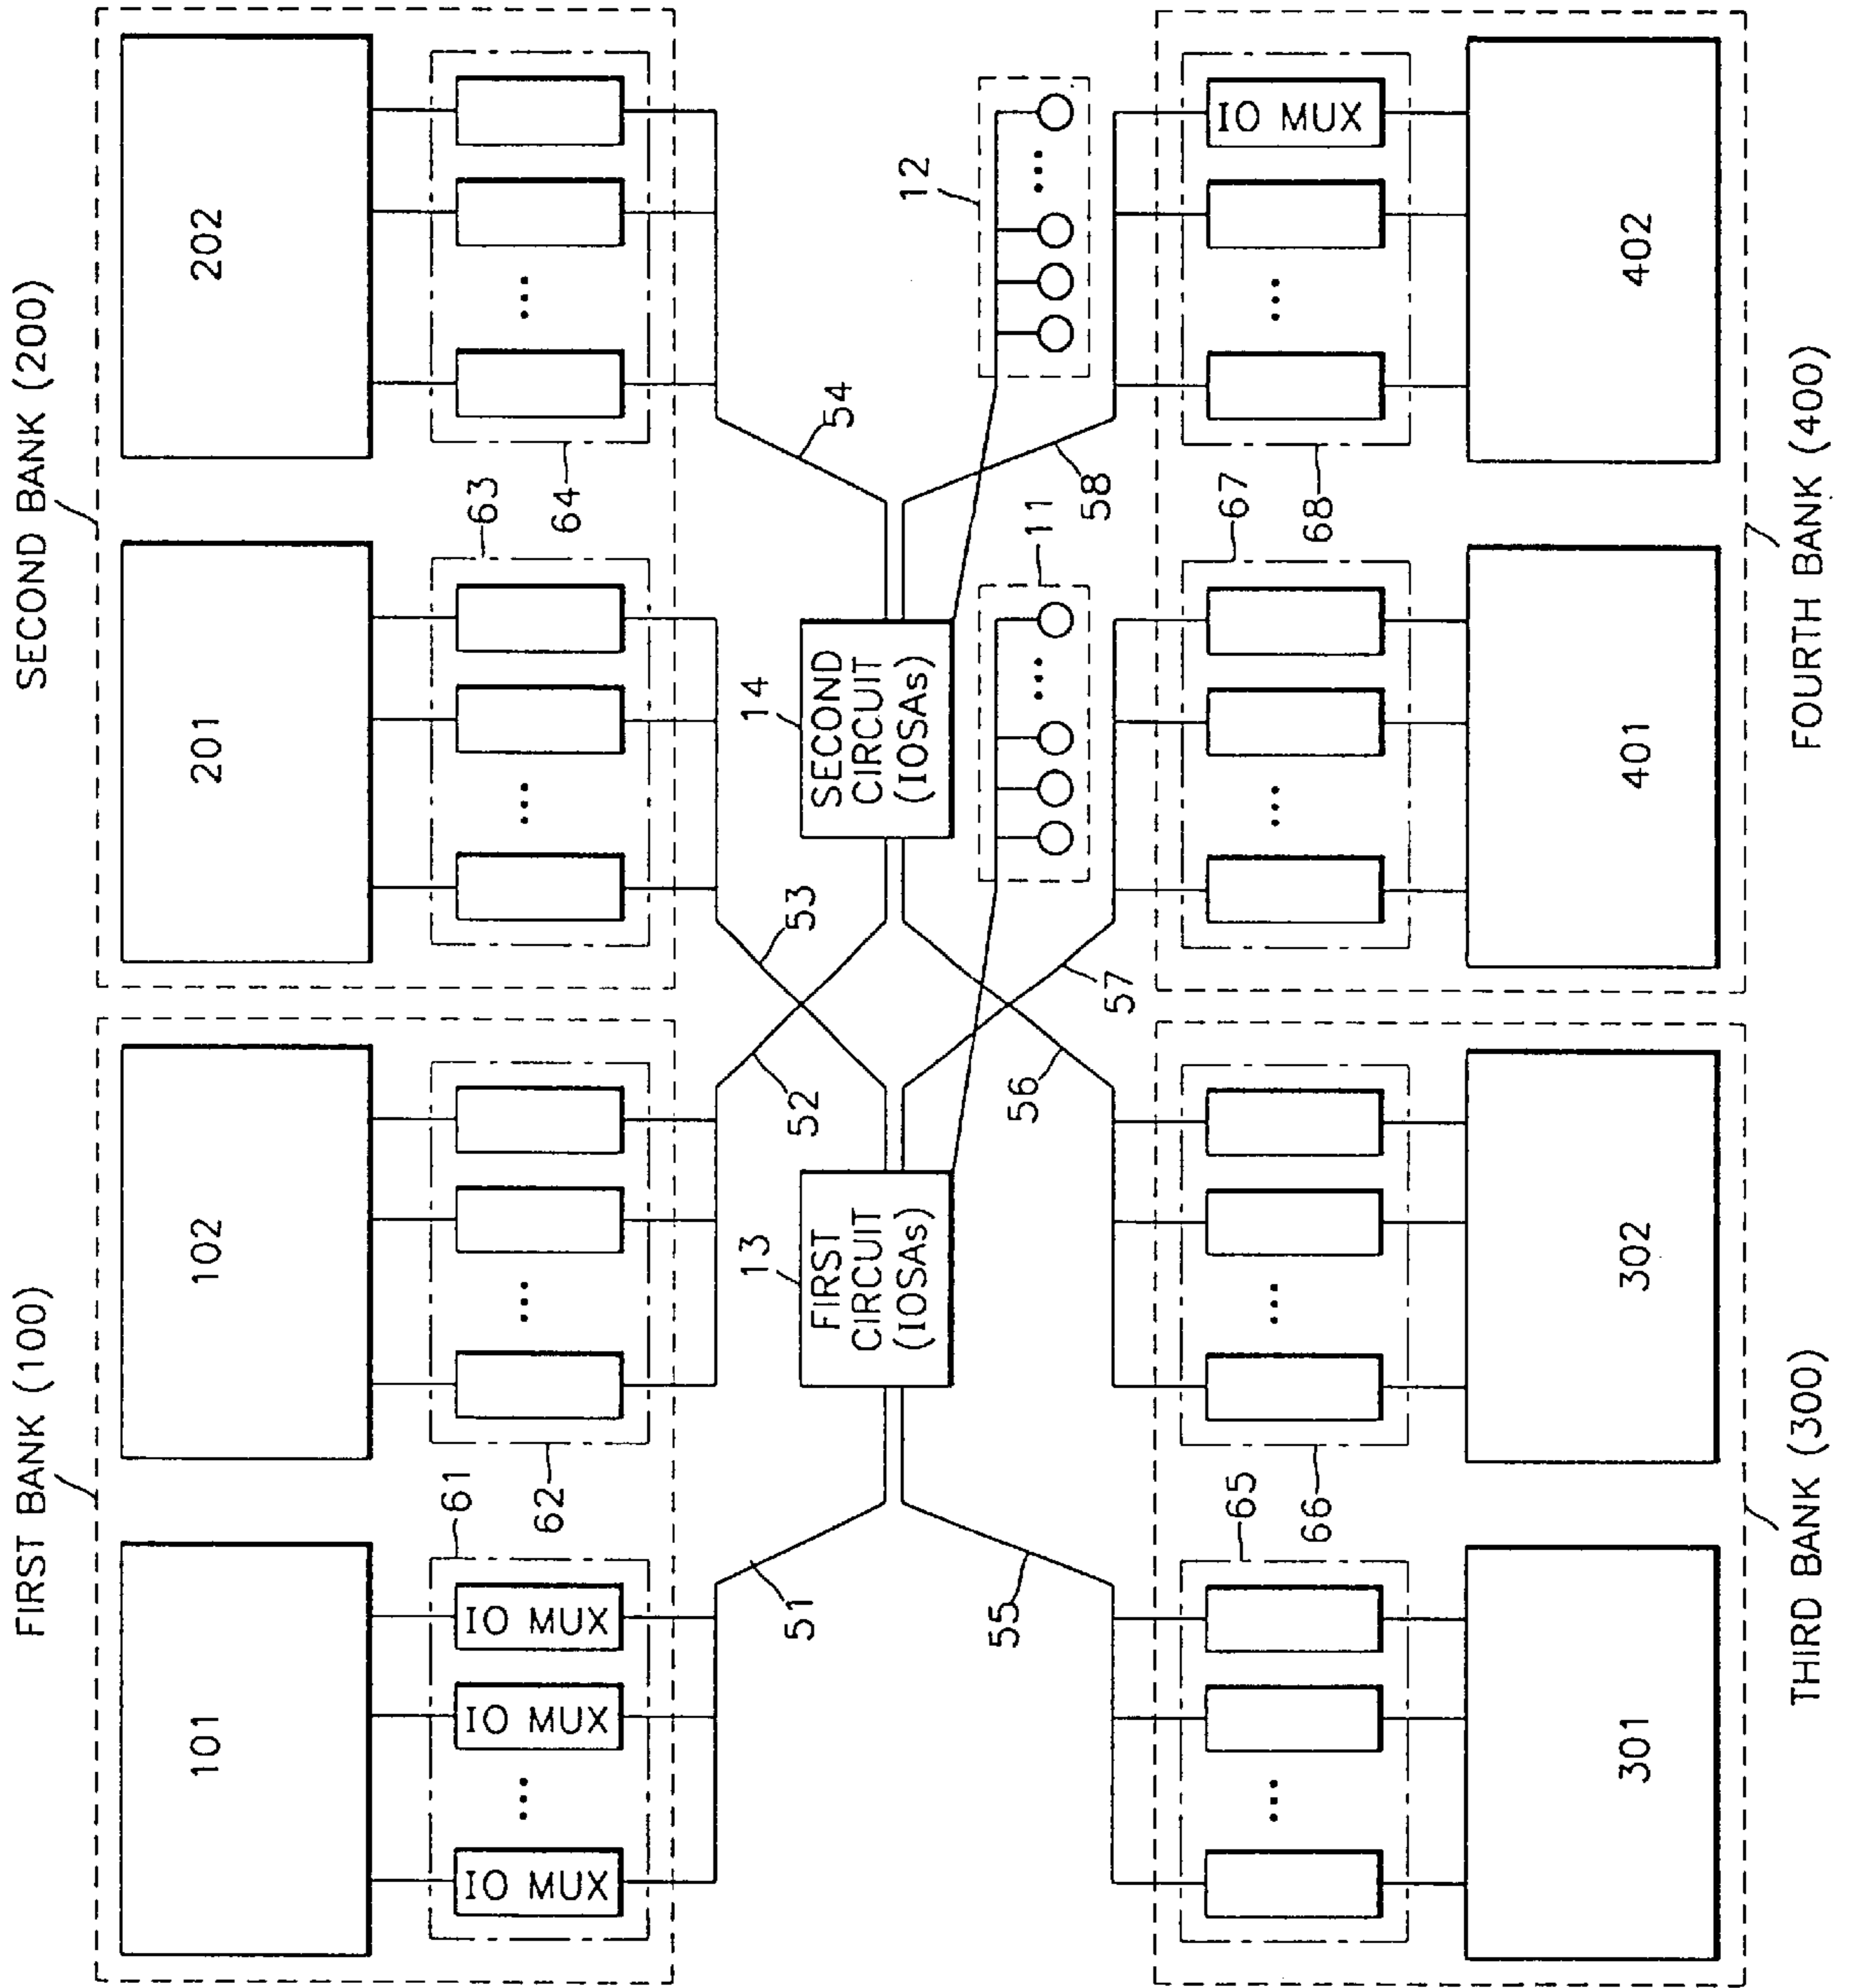 FIRST BANK (100)
SECOND BANK (200)
101
102
201
202
IO MUX
IO MUX
IO MUX
...
...
...
...
61
62
63
64
51
52
53
54
13
FIRST
CIRCUIT
(IOSAs)
14
SECOND
CIRCUIT
(IOSAs)
11
...
12
...
55
56
57
58
65
66
67
68
...
...
...
...
IO MUX
301
302
401
402
THIRD BANK (300)
FOURTH BANK (400)